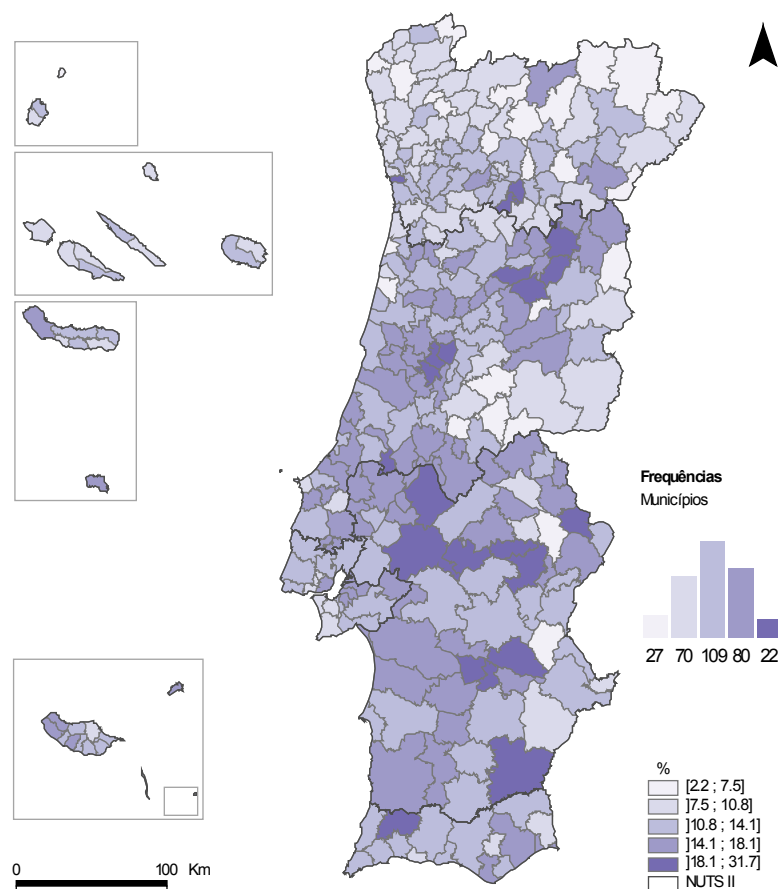 Frequências
Municípios
27 70 109 80 22
%
[2.2 ; 7.5]
]7.5 ; 10.8]
]10.8 ; 14.1]
]14.1 ; 18.1]
]18.1 ; 31.7]
NUTS II
0 100 Km